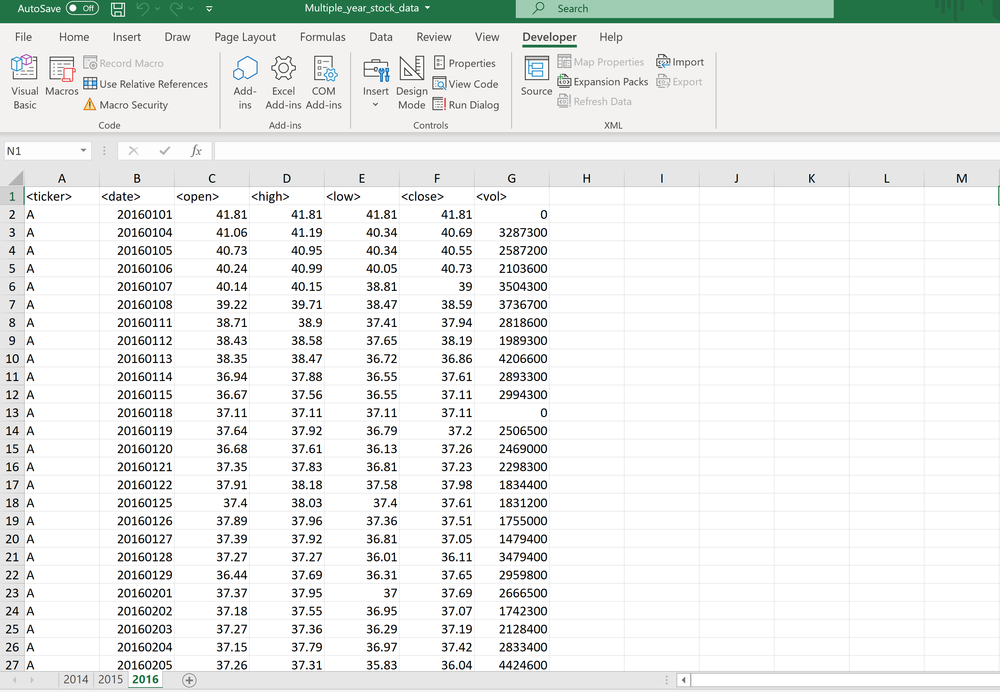 AutoSave Off Multiple_year_stock_data Search
File Home Insert Draw Page Layout Formulas Data Review View Developer Help
Visual Basic
Macros
Record Macro
Use Relative References
Macro Security
Code
Add-ins
Excel Add-ins
COM Add-ins
Add-ins
Insert
Design Mode
Properties
View Code
Run Dialog
Controls
Source
Map Properties
Expansion Packs
Refresh Data
Import
Export
XML
N1 fx
A B C D E F G H I J K L M
1 <ticker> <date> <open> <high> <low> <close> <vol>
2 A 20160101 41.81 41.81 41.81 41.81 0
3 A 20160104 41.06 41.19 40.34 40.69 3287300
4 A 20160105 40.73 40.95 40.34 40.55 2587200
5 A 20160106 40.24 40.99 40.05 40.73 2103600
6 A 20160107 40.14 40.15 38.81 39 3504300
7 A 20160108 39.22 39.71 38.47 38.59 3736700
8 A 20160111 38.71 38.9 37.41 37.94 2818600
9 A 20160112 38.43 38.58 37.65 38.19 1989300
10 A 20160113 38.35 38.47 36.72 36.86 4206600
11 A 20160114 36.94 37.88 36.55 37.61 2893300
12 A 20160115 36.67 37.56 36.55 37.11 2994300
13 A 20160118 37.11 37.11 37.11 37.11 0
14 A 20160119 37.64 37.92 36.79 37.2 2506500
15 A 20160120 36.68 37.61 36.13 37.26 2469000
16 A 20160121 37.35 37.83 36.81 37.23 2298300
17 A 20160122 37.91 38.18 37.58 37.98 1834400
18 A 20160125 37.4 38.03 37.4 37.61 1831200
19 A 20160126 37.89 37.96 37.36 37.51 1755000
20 A 20160127 37.39 37.92 36.81 37.05 1479400
21 A 20160128 37.27 37.27 36.01 36.11 3479400
22 A 20160129 36.44 37.69 36.31 37.65 2959800
23 A 20160201 37.37 37.95 37 37.69 2666500
24 A 20160202 37.18 37.55 36.95 37.07 1742300
25 A 20160203 37.27 37.36 36.29 37.19 2128400
26 A 20160204 37.15 37.79 36.97 37.42 2833400
27 A 20160205 37.26 37.31 35.83 36.04 4424600
2014 2015 2016